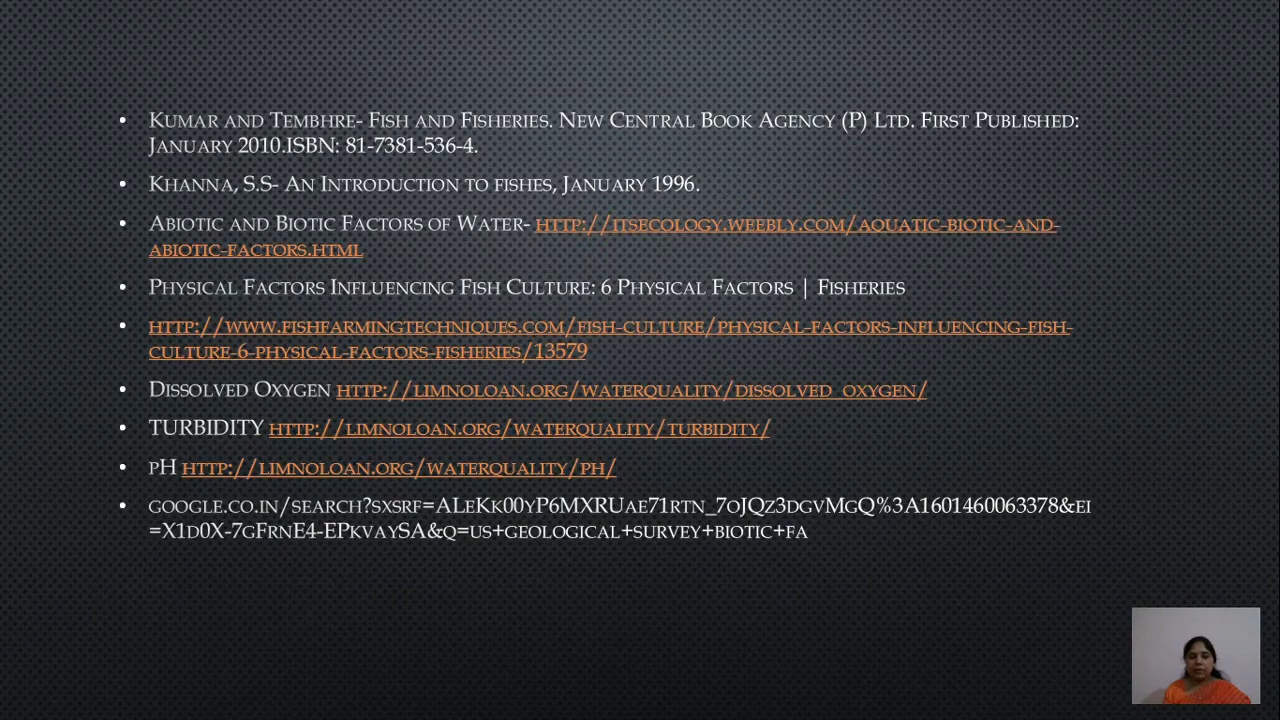 • Kumar and Tembhre- Fish and Fisheries. New Central Book Agency (P) Ltd. First Published:
January 2010.ISBN: 81-7381-536-4.
• Khanna, S.S- An Introduction to fishes, January 1996.
• Abiotic and Biotic Factors of Water- http://itsecology.weebly.com/aquatic-biotic-and-
abiotic-factors.html
• Physical Factors Influencing Fish Culture: 6 Physical Factors | Fisheries
• http://www.fishfarmingtechniques.com/fish-culture/physical-factors-influencing-fish-
culture-6-physical-factors-fisheries/13579
• Dissolved Oxygen http://limnoloan.org/waterquality/dissolved_oxygen/
• TURBIDITY http://limnoloan.org/waterquality/turbidity/
• pH http://limnoloan.org/waterquality/ph/
• google.co.in/search?sxsrf=ALeKk00yP6MXRUae71rtn_7oJQz3dgvMgQ%3A1601460063378&ei
=X1d0X-7gFrnE4-EPkvaySA&q=us+geological+survey+biotic+fa